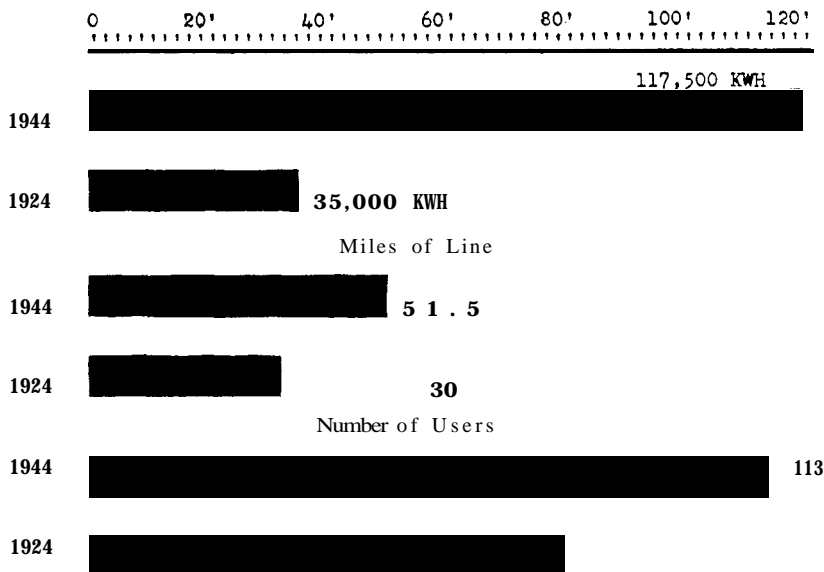 0 20' 40' 60' 80' 100' 120'
117,500 KWH
1944
1924 35,000 KWH
Miles of Line
1944 51.5
1924 30
Number of Users
1944 113
1924